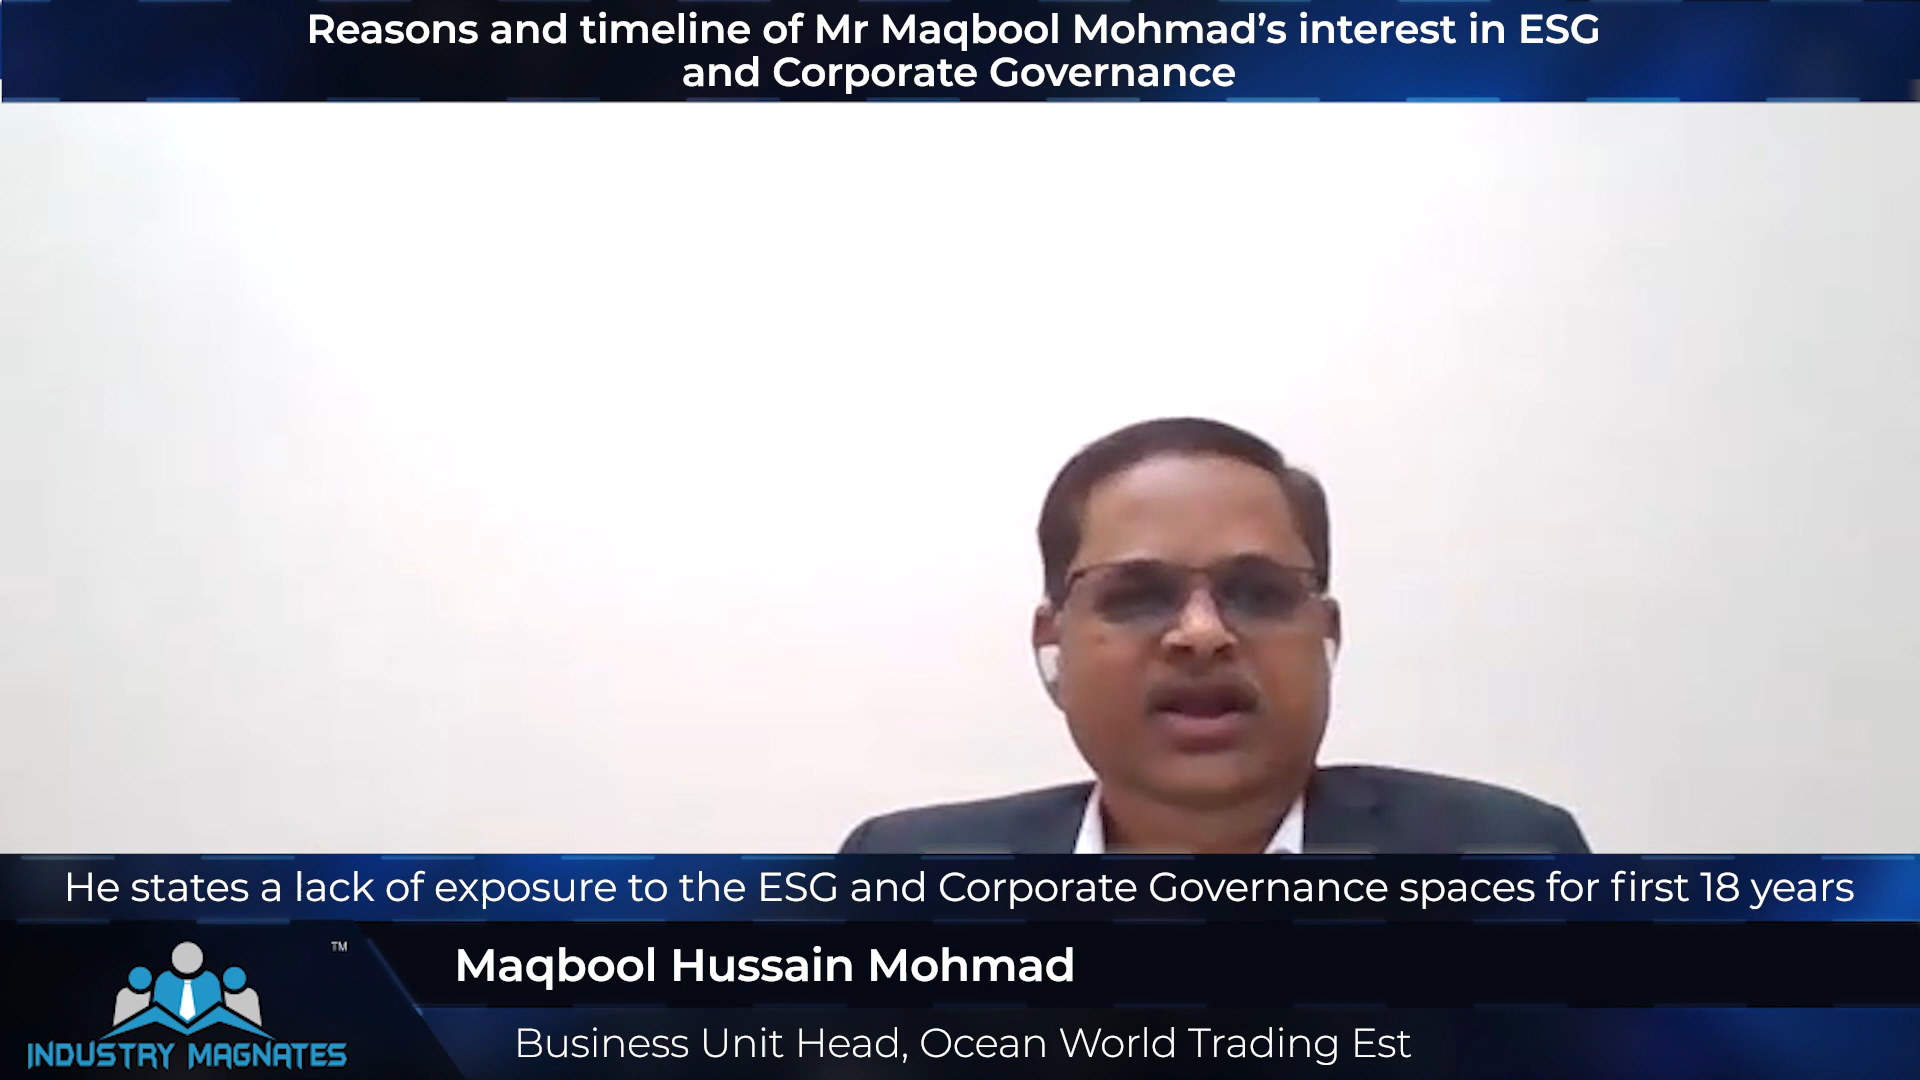 Reasons and timeline of Mr Maqbool Mohmad’s interest in ESG
and Corporate Governance
He states a lack of exposure to the ESG and Corporate Governance spaces for first 18 years
TM
INDUSTRY MAGNATES
Maqbool Hussain Mohmad
Business Unit Head, Ocean World Trading Est